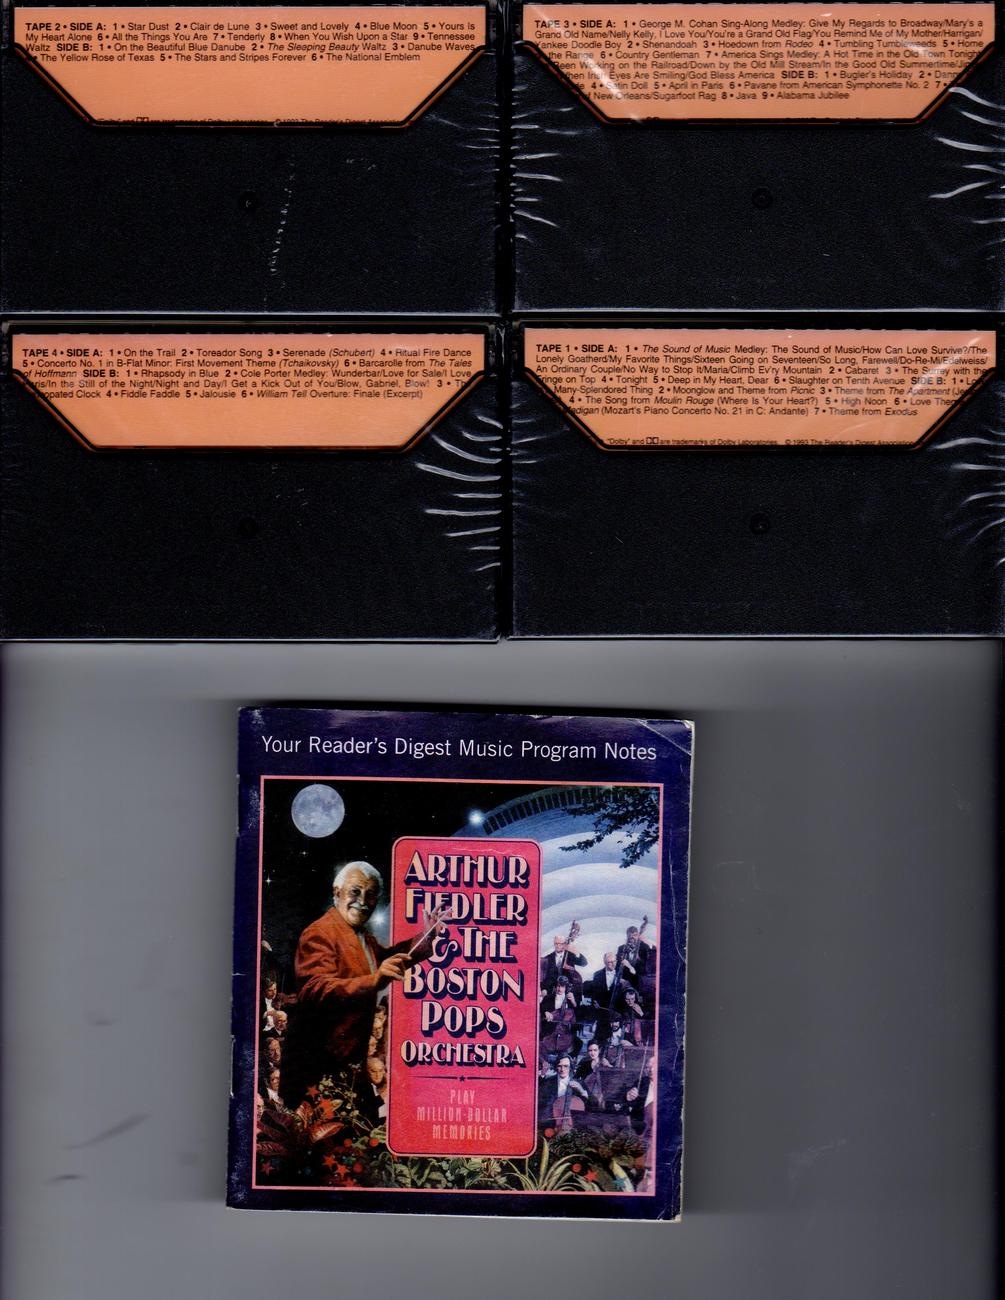 TAPE 2 • SIDE A: 1 • Star Dust 2 • Clair de Lune 3 • Sweet and Lovely 4 • Blue Moon 5 • Yours Is
My Heart Alone 6 • All the Things You Are 7 • Tenderly 8 • When You Wish Upon a Star 9 • Tennessee
Waltz SIDE B: 1 • On the Beautiful Blue Danube 2 • The Sleeping Beauty Waltz 3 • Danube Waves
• The Yellow Rose of Texas 5 • The Stars and Stripes Forever 6 • The National Emblem
are trademarks of Dolby Laboratories © 1993 The Reader's Digest
TAPE 3 • SIDE A: 1 • George M. Cohan Sing-Along Medley: Give My Regards to Broadway/Mary's a
Grand Old Name/Nelly Kelly, I Love You/You're a Grand Old Flag/You Remind Me of My Mother/Harrigan/
Yankee Doodle Boy 2 • Shenandoah 3 • Hoedown from Rodeo 4 • Tumbling Tumbleweeds 5 • Home
the Range 6 • Country Gentleman 7 • America Sings Medley: A Hot Time in the Old Town Tonight
Been Working on the Railroad/Down by the Old Mill Stream/In the Good Old Summertime/
When Irish Eyes Are Smiling/God Bless America SIDE B: 1 • Bugler's Holiday 2 •
4 • Satin Doll 5 • April in Paris 6 • Pavane from American Symphonette No. 2 7 •
of New Orleans/Sugarfoot Rag 8 • Java 9 • Alabama Jubilee
TAPE 4 • SIDE A: 1 • On the Trail 2 • Toreador Song 3 • Serenade (Schubert) 4 • Ritual Fire Dance
5 • Concerto No. 1 in B-Flat Minor: First Movement Theme (Tchaikovsky) 6 • Barcarolle from The Tales
of Hoffmann SIDE B: 1 • Rhapsody in Blue 2 • Cole Porter Medley: Wunderbar/Love for Sale/I Love
Paris/In the Still of the Night/Night and Day/I Get a Kick Out of You/Blow, Gabriel, Blow! 3 • The
Syncopated Clock 4 • Fiddle Faddle 5 • Jalousie 6 • William Tell Overture: Finale (Excerpt)
TAPE 1 • SIDE A: 1 • The Sound of Music Medley: The Sound of Music/How Can Love Survive?/The
Lonely Goatherd/My Favorite Things/Sixteen Going on Seventeen/So Long, Farewell/Do-Re-Mi/Edelweiss/
An Ordinary Couple/No Way to Stop It/Maria/Climb Ev'ry Mountain 2 • Cabaret 3 • The Surrey with the
Fringe on Top 4 • Tonight 5 • Deep in My Heart, Dear 6 • Slaughter on Tenth Avenue SIDE B: 1 •
Many-Splendored Thing 2 • Moonglow and Theme from Picnic 3 • Theme from The Apartment
4 • The Song from Moulin Rouge (Where Is Your Heart?) 5 • High Noon 6 • Love Theme
Madigan (Mozart's Piano Concerto No. 21 in C: Andante) 7 • Theme from Exodus
"Dolby" and are trademarks of Dolby Laboratories. © 1993 The Reader's Digest Association
Your Reader's Digest Music Program Notes
ARTHUR
FIEDLER
& THE
BOSTON
POPS
ORCHESTRA
PLAY
MILLION-DOLLAR
MEMORIES